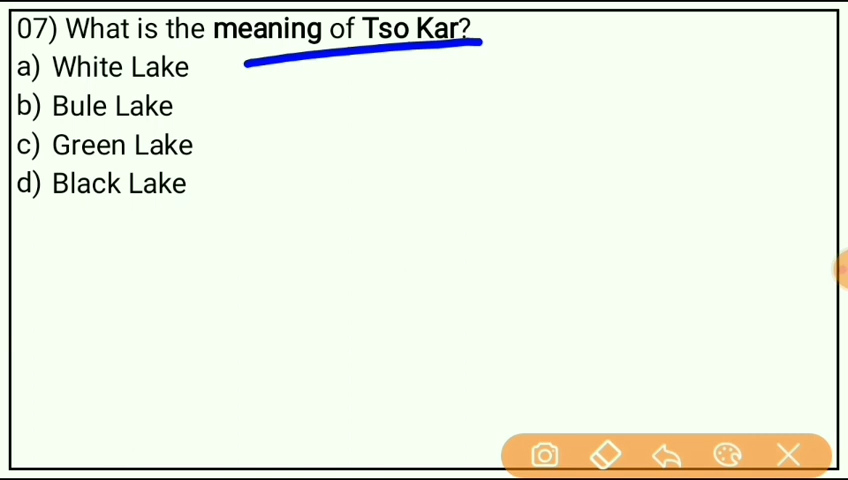 07) What is the meaning of Tso Kar?
a) White Lake
b) Bule Lake
c) Green Lake
d) Black Lake